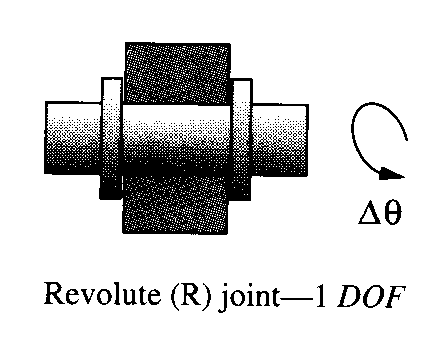 Δθ
Revolute (R) joint—1 DOF